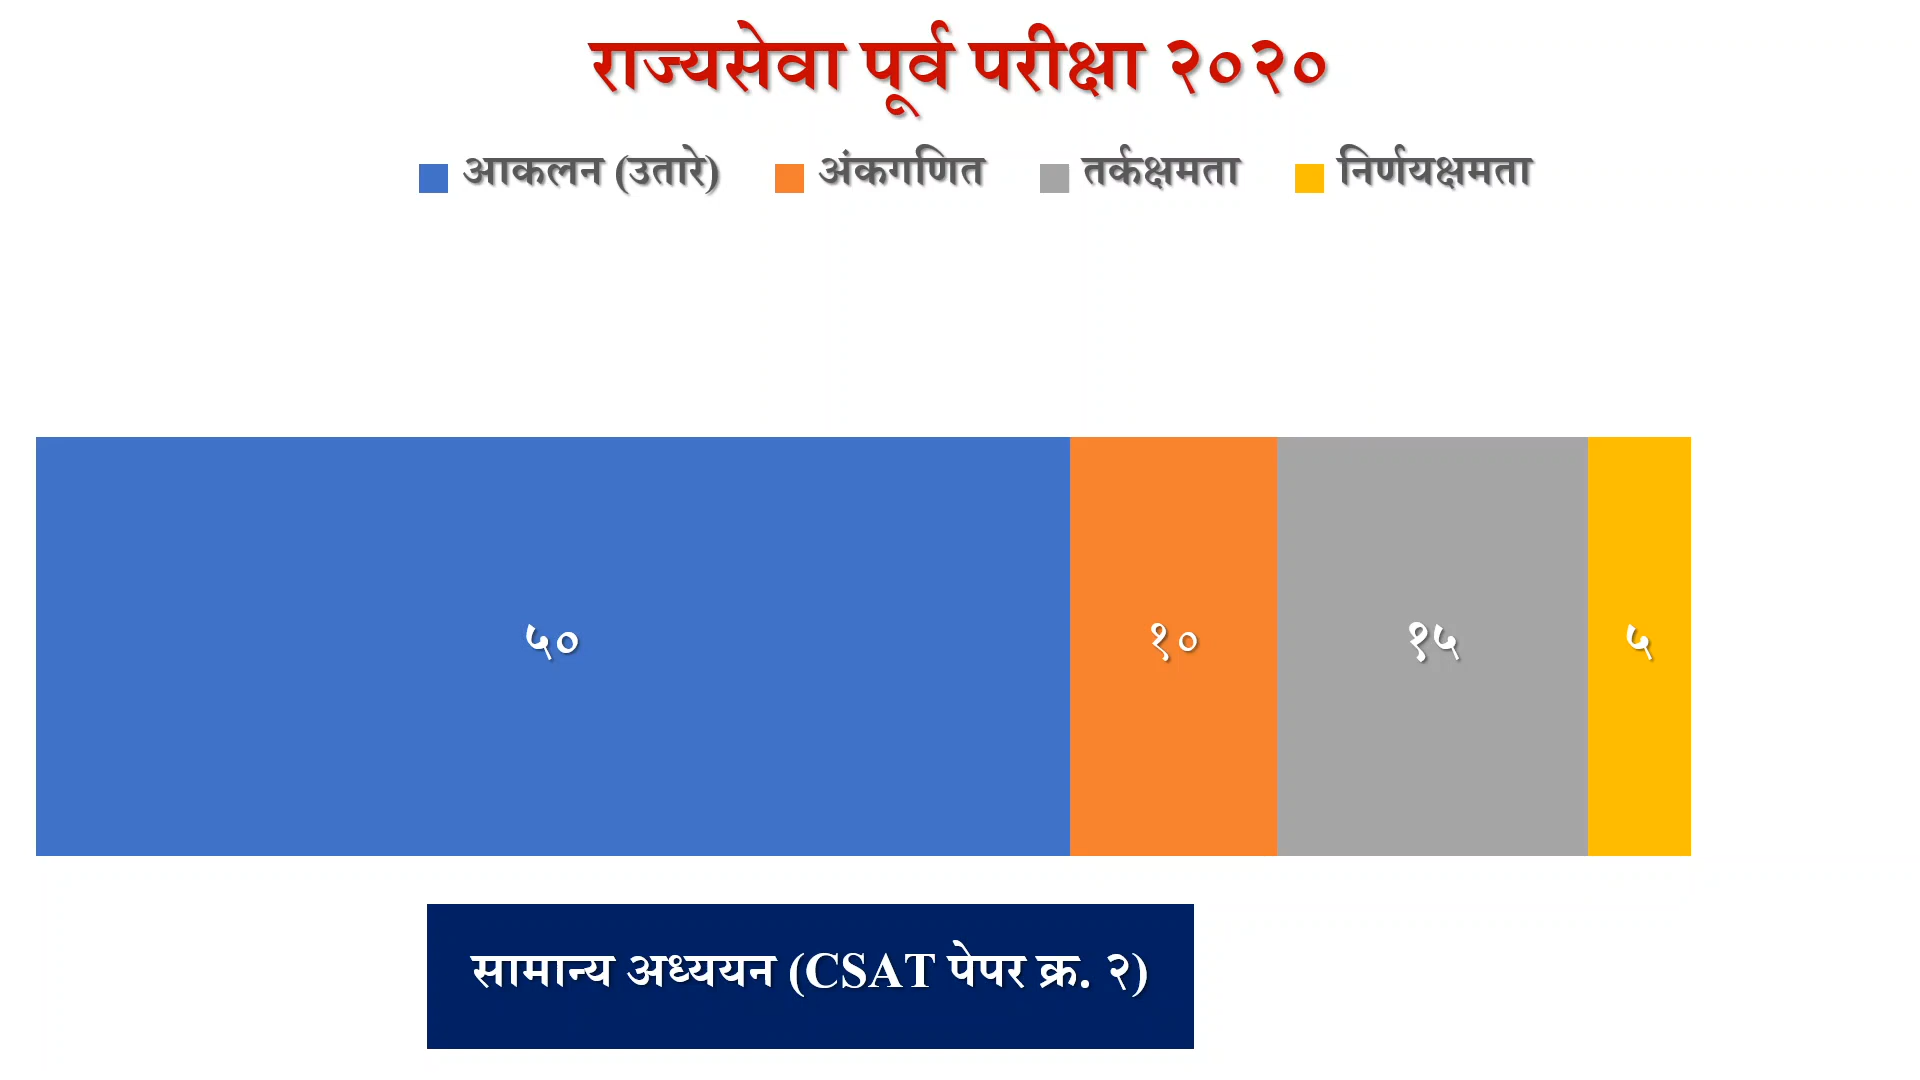 राज्यसेवा पूर्व परीक्षा २०२०
आकलन (उतारे) अंकगणित तर्कक्षमता निर्णयक्षमता
५० १० १५ ५
सामान्य अध्ययन (CSAT पेपर क्र. २)